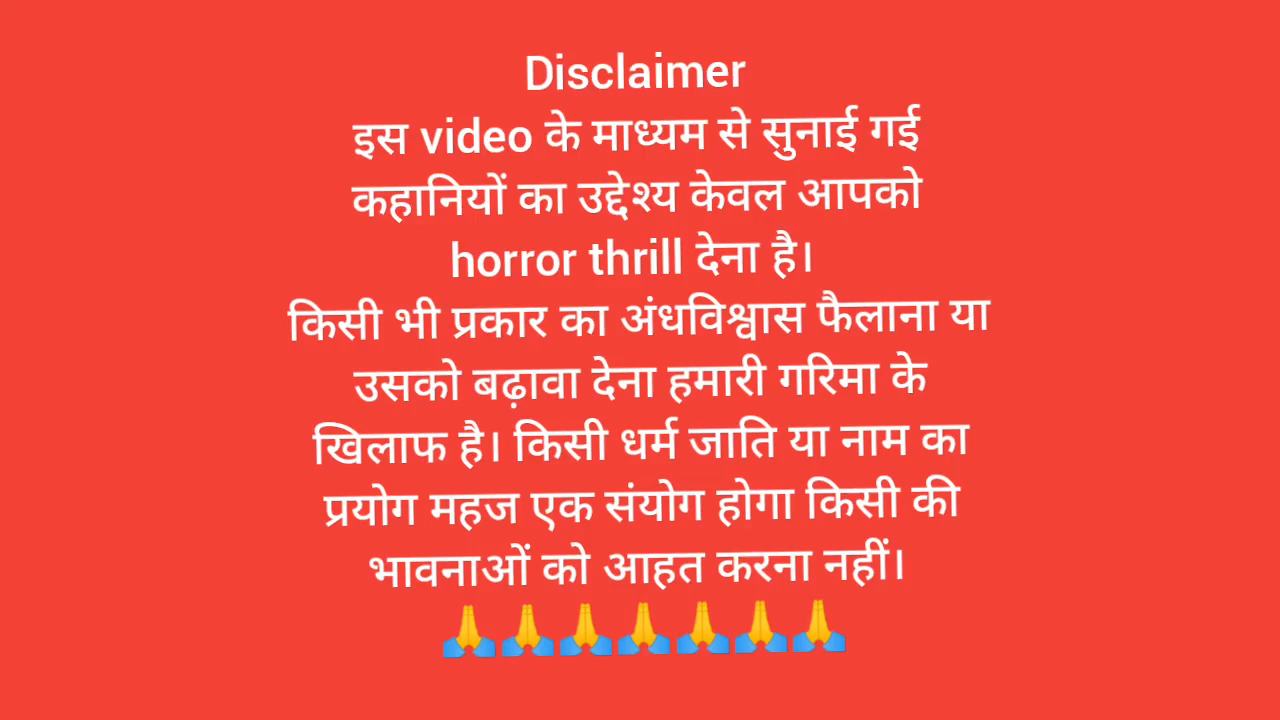 Disclaimer
इस video के माध्यम से सुनाई गई
कहानियों का उद्देश्य केवल आपको
horror thrill देना है।
किसी भी प्रकार का अंधविश्वास फैलाना या
उसको बढ़ावा देना हमारी गरिमा के
खिलाफ है। किसी धर्म जाति या नाम का
प्रयोग महज एक संयोग होगा किसी की
भावनाओं को आहत करना नहीं।
🙏🙏🙏🙏🙏🙏🙏